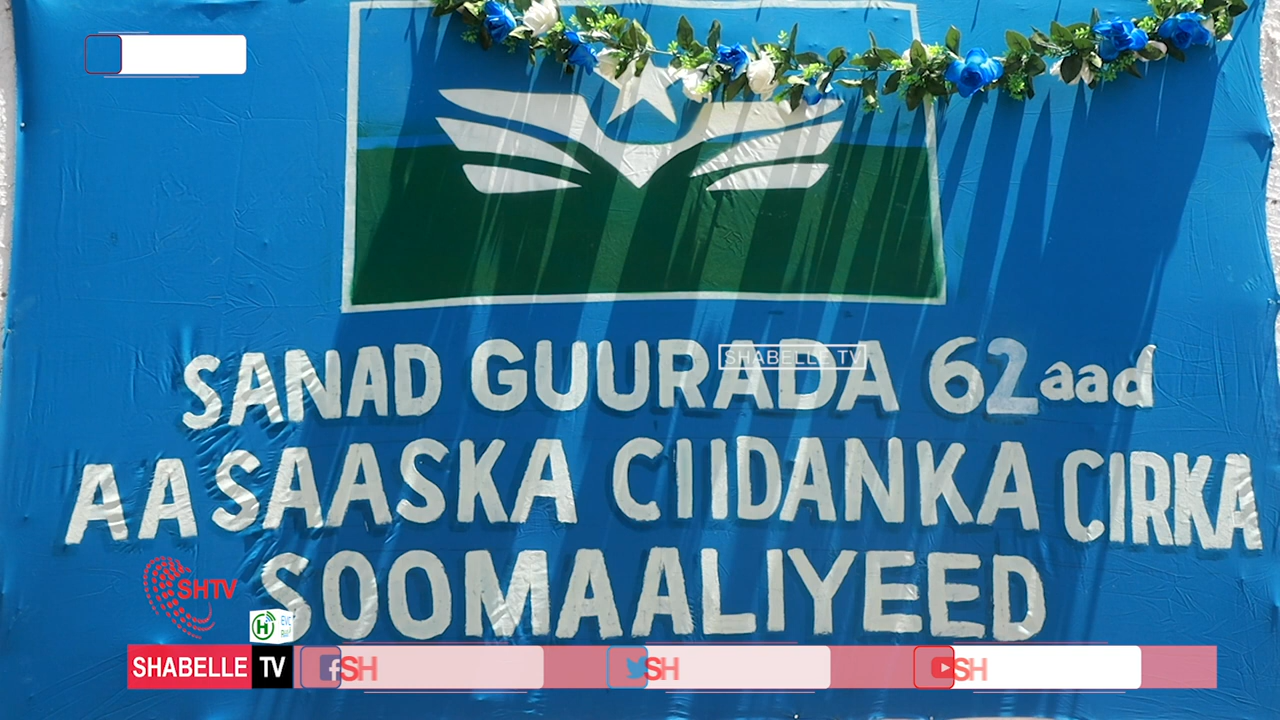 SANAD GUURADA 62aad
SHABELLE TV
AASAASKA CIIDANKA CIRKA
SOOMAALIYEED
SHTV
H
SHABELLE TV
SH
SH
SH